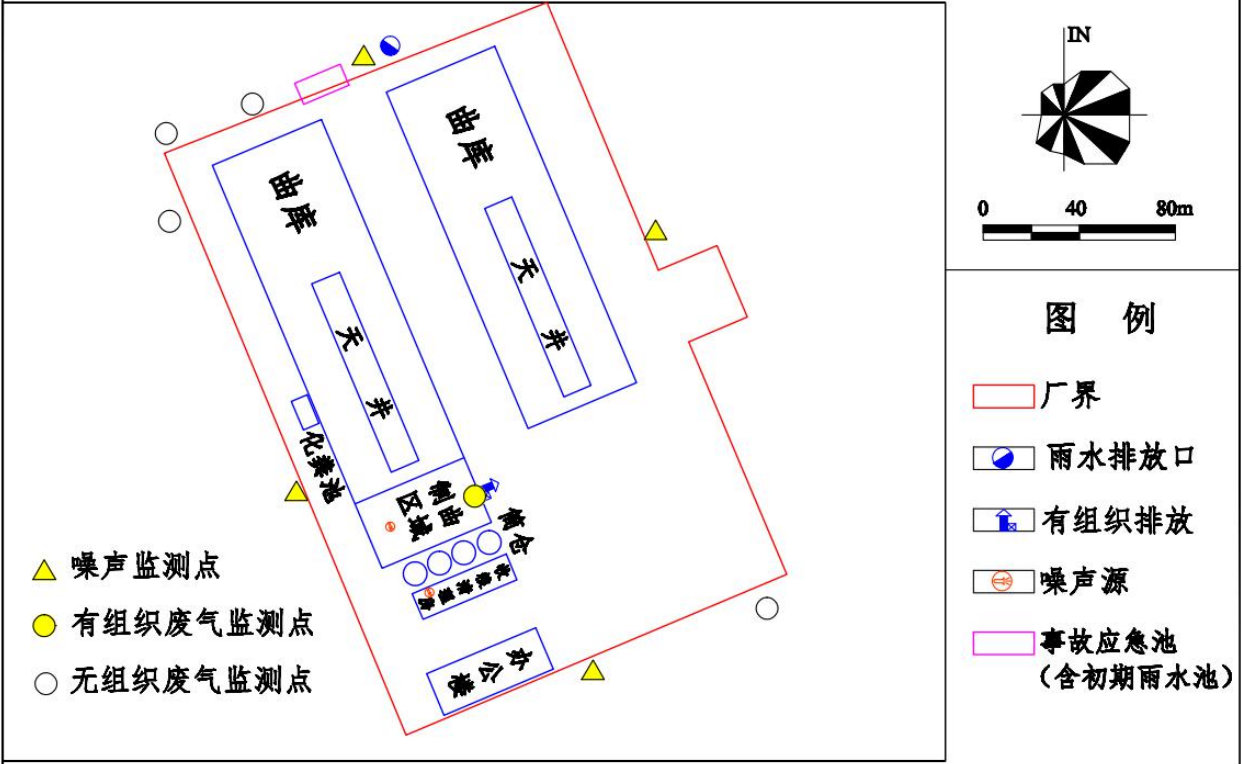 曲库
曲库
天井
天井
化粪池
制曲
区域
筒仓
办公楼
噪声监测点
有组织废气监测点
无组织废气监测点
IN
0 40 80m
图 例
厂界
雨水排放口
有组织排放
噪声源
事故应急池
(含初期雨水池)